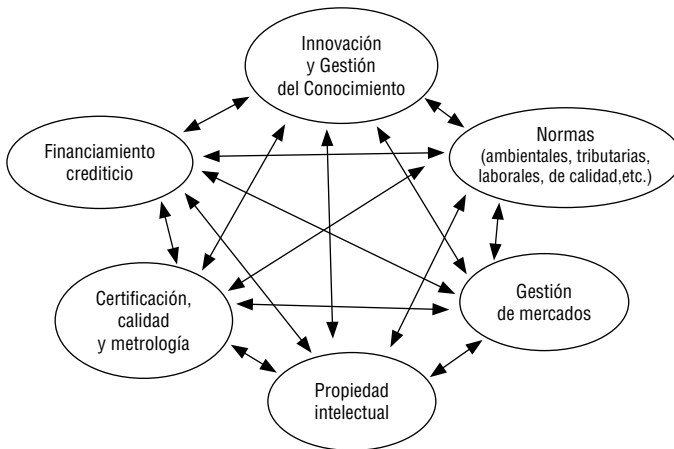 Innovación
y Gestión
del Conocimiento
Financiamiento
crediticio
Normas
(ambientales, tributarias,
laborales, de calidad,etc.)
Certificación,
calidad
y metrología
Gestión
de mercados
Propiedad
intelectual